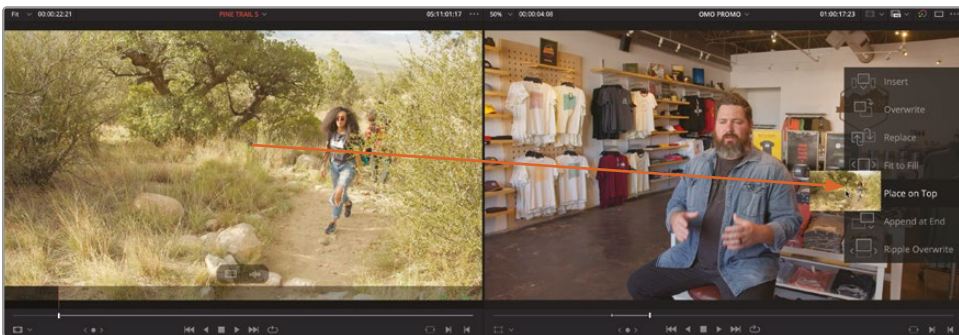 Fit 00:00:22:21 PINE TRAIL 5 05:11:01:17 50% 00:00:04:08 OMO PROMO 01:00:17:23
Insert
Overwrite
Replace
Fit to Fill
Place on Top
Append at End
Ripple Overwrite